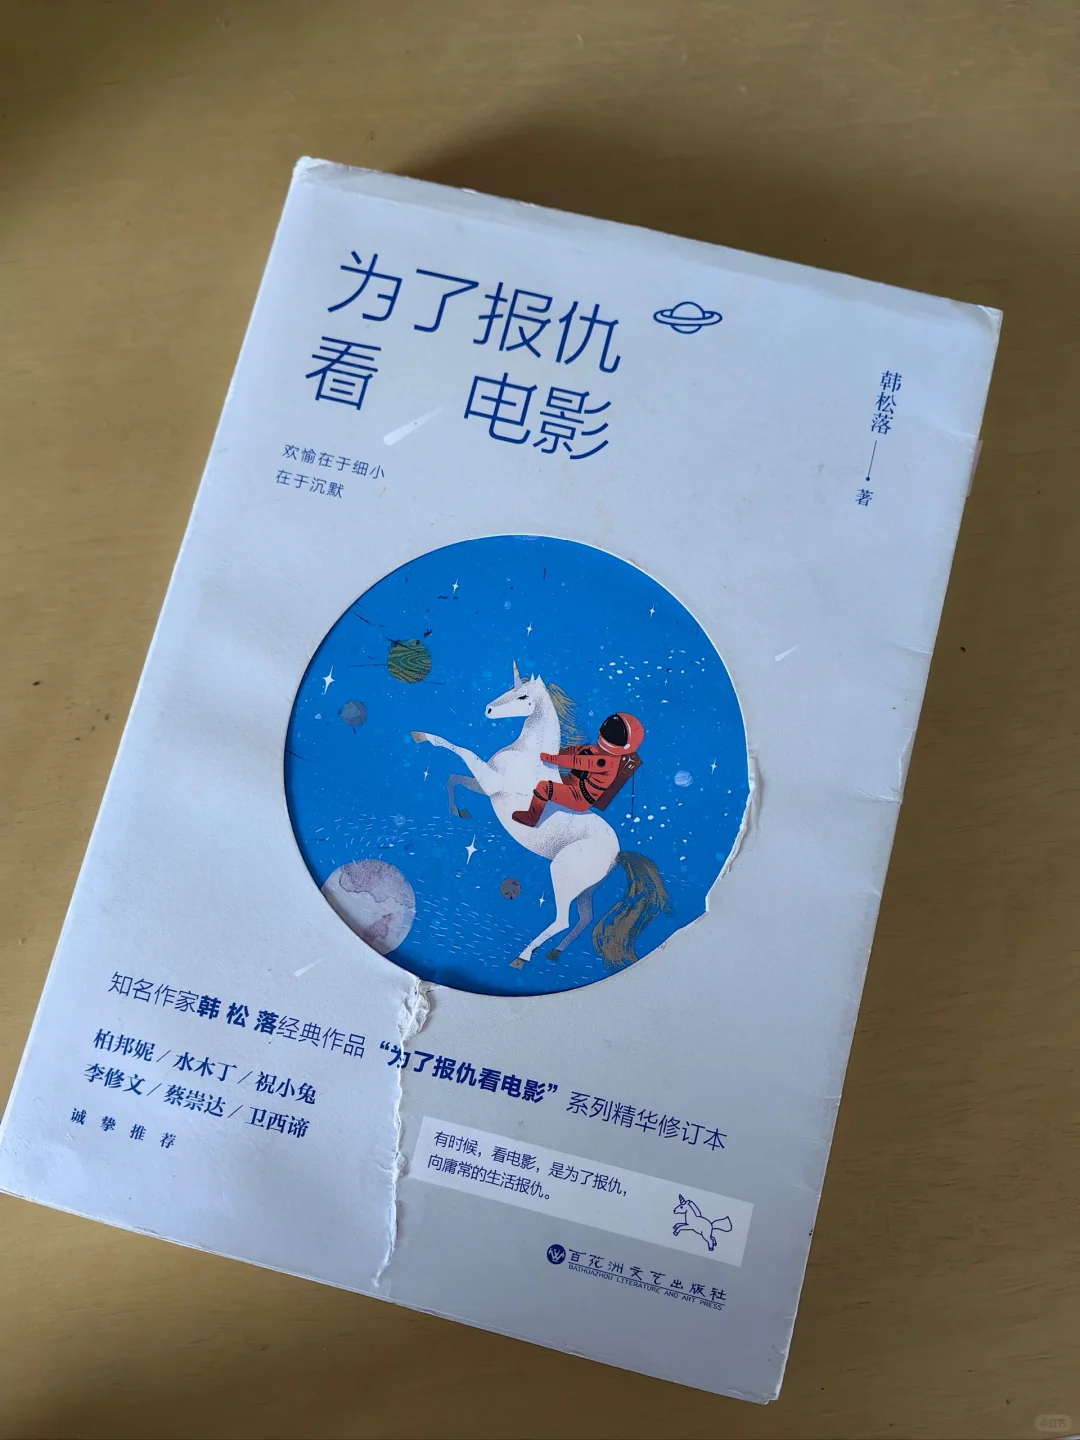 为了报仇
看 电影
韩松落 著
欢愉在于细小
在于沉默
知名作家韩松落经典作品 “为了报仇看电影” 系列精华修订本
柏邦妮 / 水木丁 / 祝小兔
李修文 / 蔡崇达 / 卫西谛
诚挚推荐
有时候，看电影，是为了报仇，
向庸常的生活报仇。
百花洲文艺出版社
BAIHUAZHOU LITERATURE AND ART PRESS
小红书